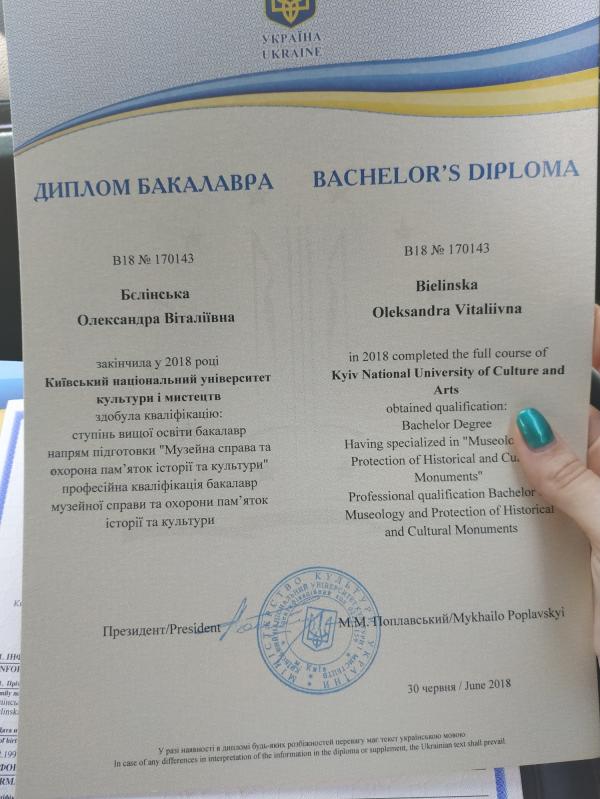 УКРАЇНА
UKRAINE
ДИПЛОМ БАКАЛАВРА
В18 № 170143
Бєлінська
Олександра Віталіївна
закінчила у 2018 році
Київський національний університет
культури і мистецтв
здобула кваліфікацію:
ступінь вищої освіти бакалавр
напрям підготовки "Музейна справа та
охорона пам'яток історії та культури"
професійна кваліфікація бакалавр
музейної справи та охорони пам'яток
історії та культури
BACHELOR'S DIPLOMA
B18 № 170143
Bielinska
Oleksandra Vitaliivna
in 2018 completed the full course of
Kyiv National University of Culture and
Arts
obtained qualification:
Bachelor Degree
Having specialized in "Museolo
Protection of Historical and Cu
Monuments"
Professional qualification Bachelor
Museology and Protection of Historical
and Cultural Monuments
Президент/President
М.М. Поплавський/Mykhailo Poplavskyi
МІНІСТЕРСТВО КУЛЬТУРИ УКРАЇНИ
м. Київ
30 червня / June 2018
У разі наявності в дипломі будь-яких розбіжностей перевагу має текст українською мовою
In case of any differences in interpretation of the information in the diploma or supplement, the Ukrainian text shall prevail